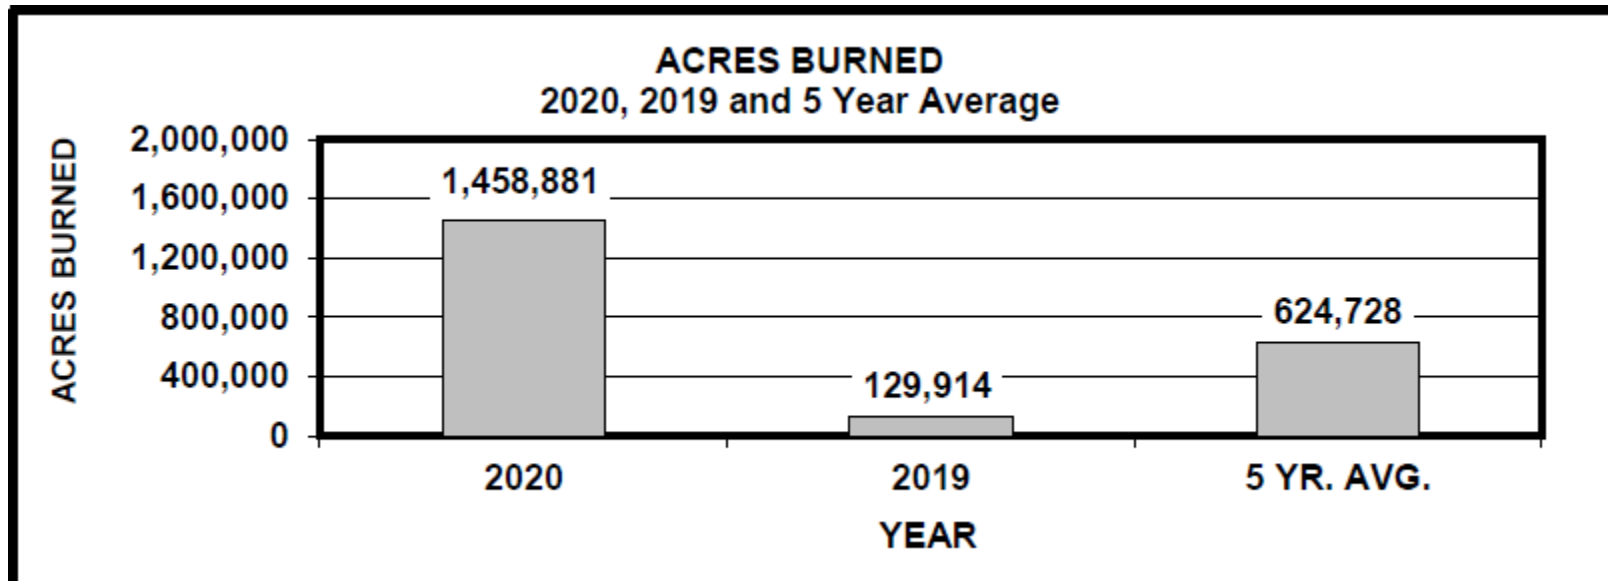 ACRES BURNED
2020, 2019 and 5 Year Average
ACRES BURNED
2,000,000
1,600,000
1,200,000
800,000
400,000
0
1,458,881
129,914
624,728
2020
2019
5 YR. AVG.
YEAR